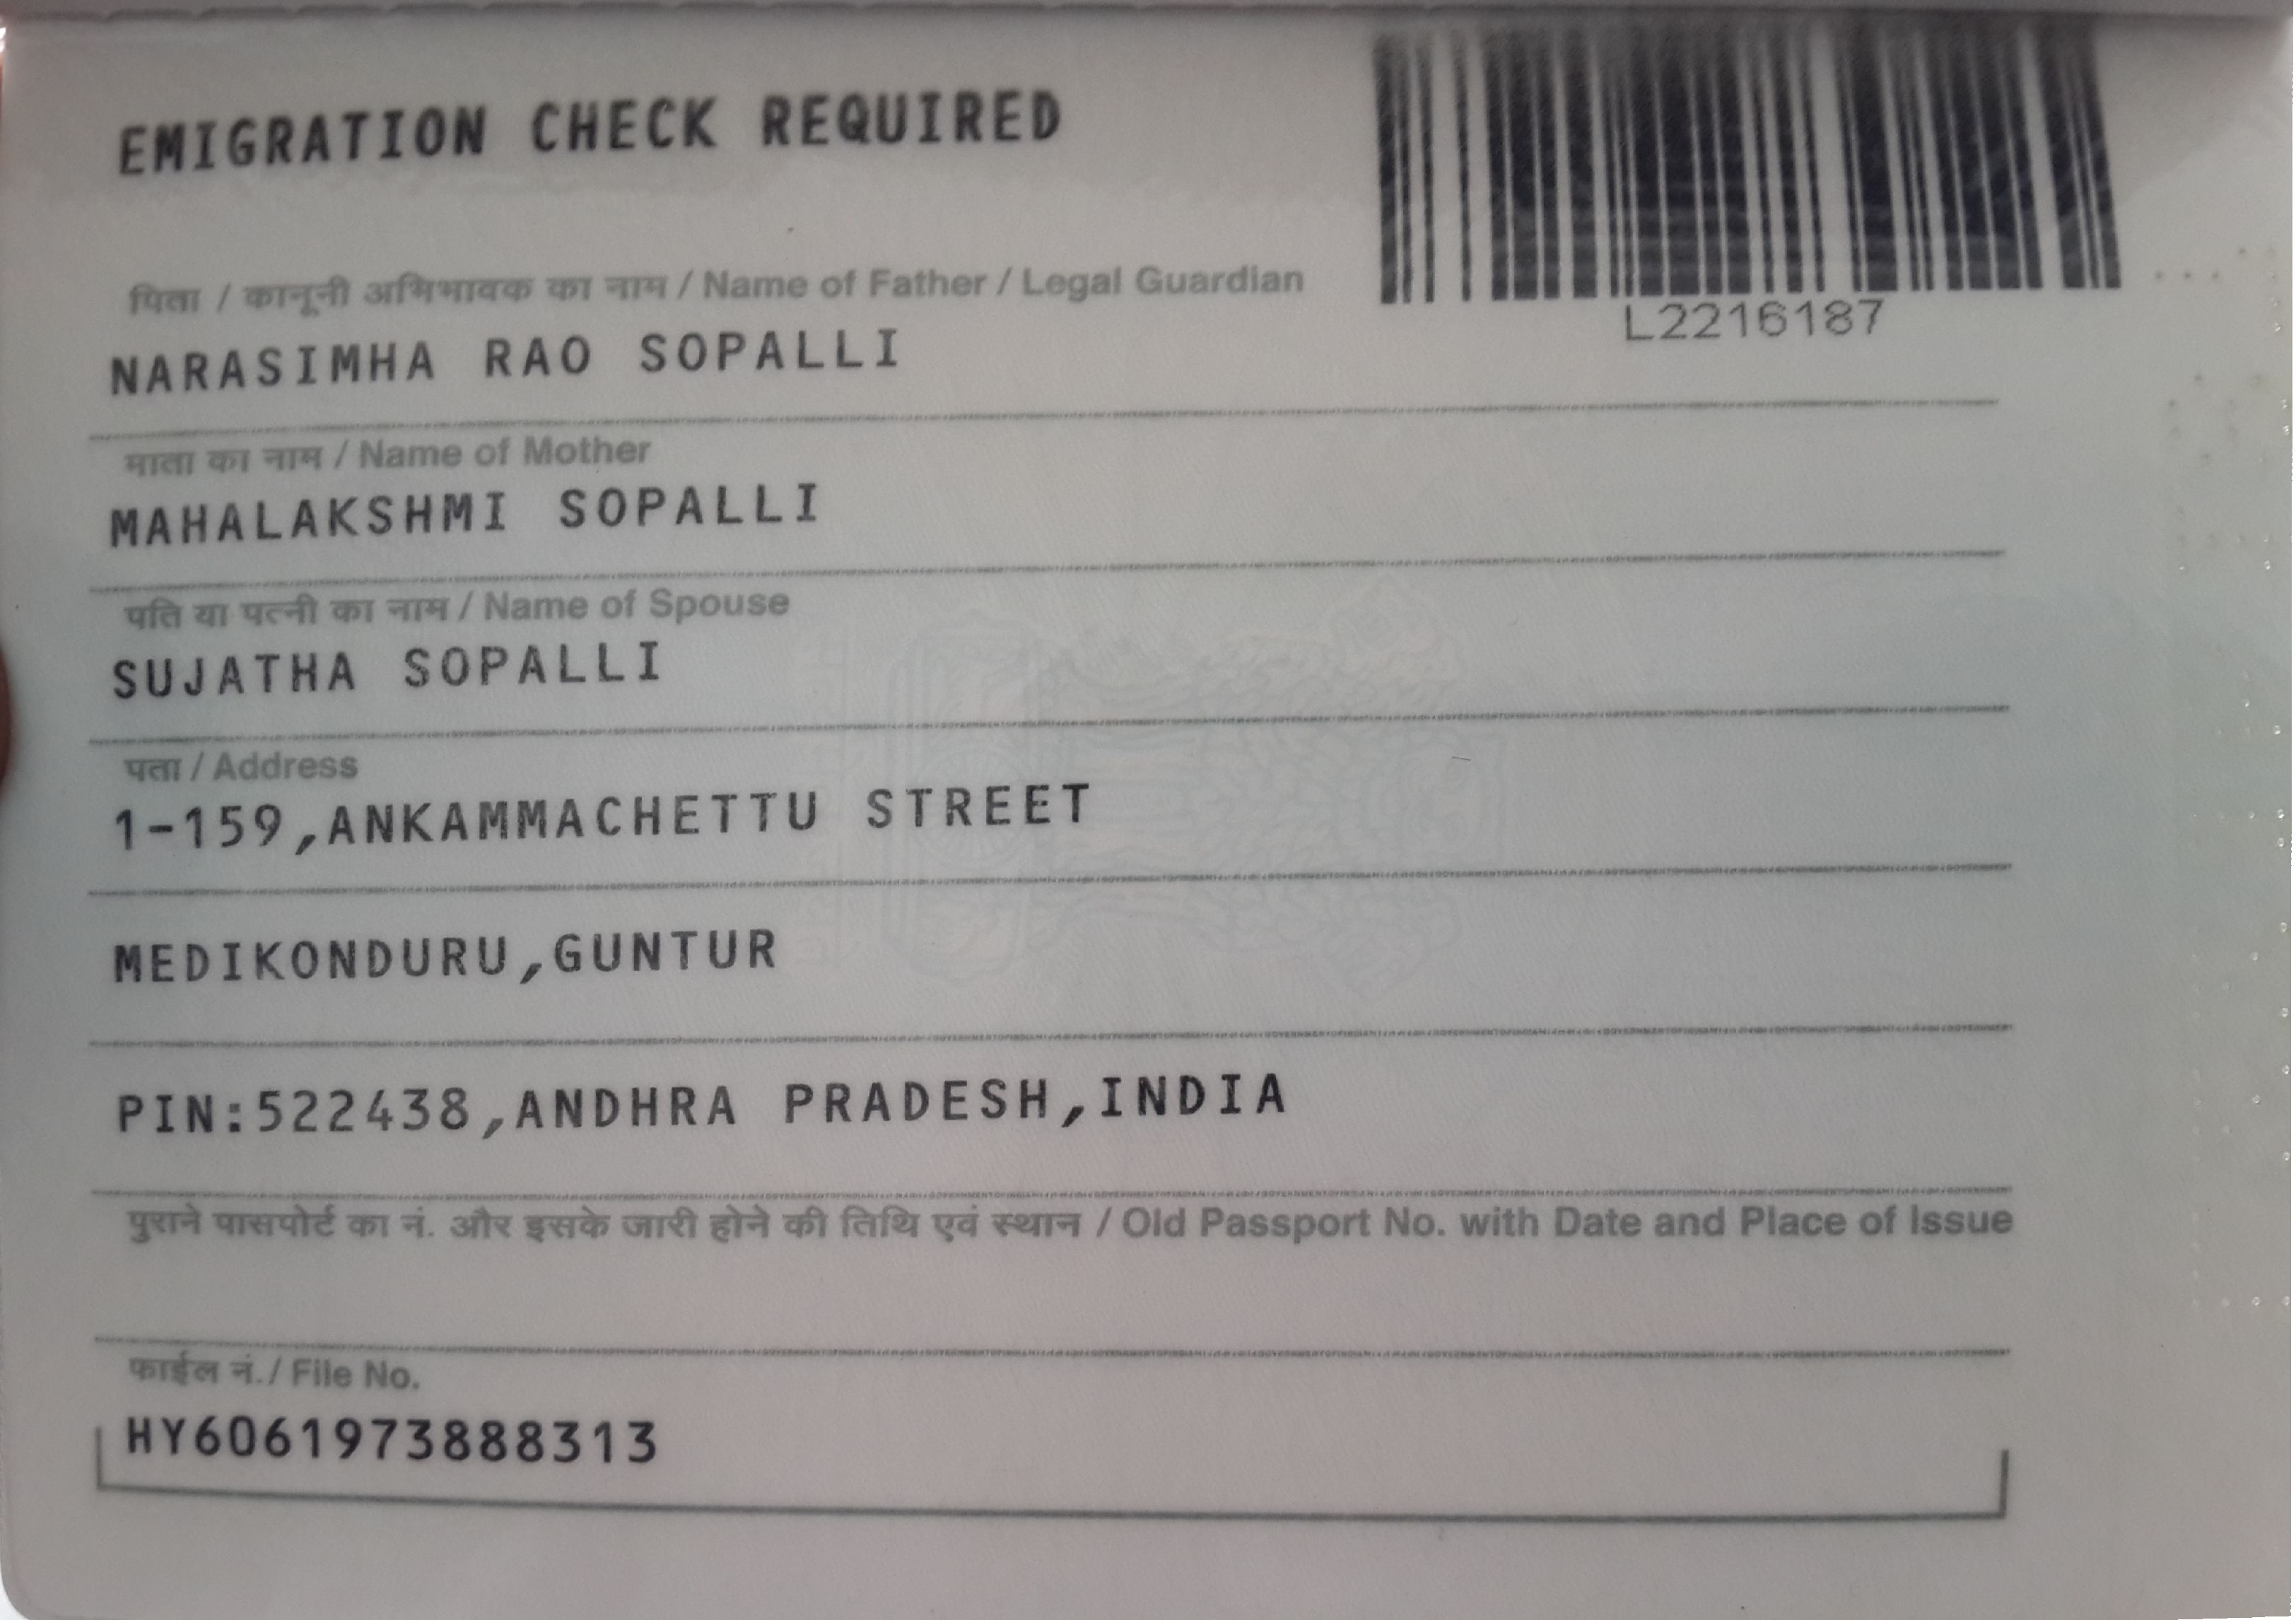 EMIGRATION CHECK REQUIRED
L2216187
पिता / कानूनी अभिभावक का नाम / Name of Father / Legal Guardian
NARASIMHA RAO SOPALLI
माता का नाम / Name of Mother
MAHALAKSHMI SOPALLI
पति या पत्नी का नाम / Name of Spouse
SUJATHA SOPALLI
पता / Address
1-159,ANKAMMACHETTU STREET
MEDIKONDURU,GUNTUR
PIN:522438,ANDHRA PRADESH,INDIA
पुराने पासपोर्ट का नं. और इसके जारी होने की तिथि एवं स्थान / Old Passport No. with Date and Place of Issue
फाईल नं./ File No.
HY6061973888313